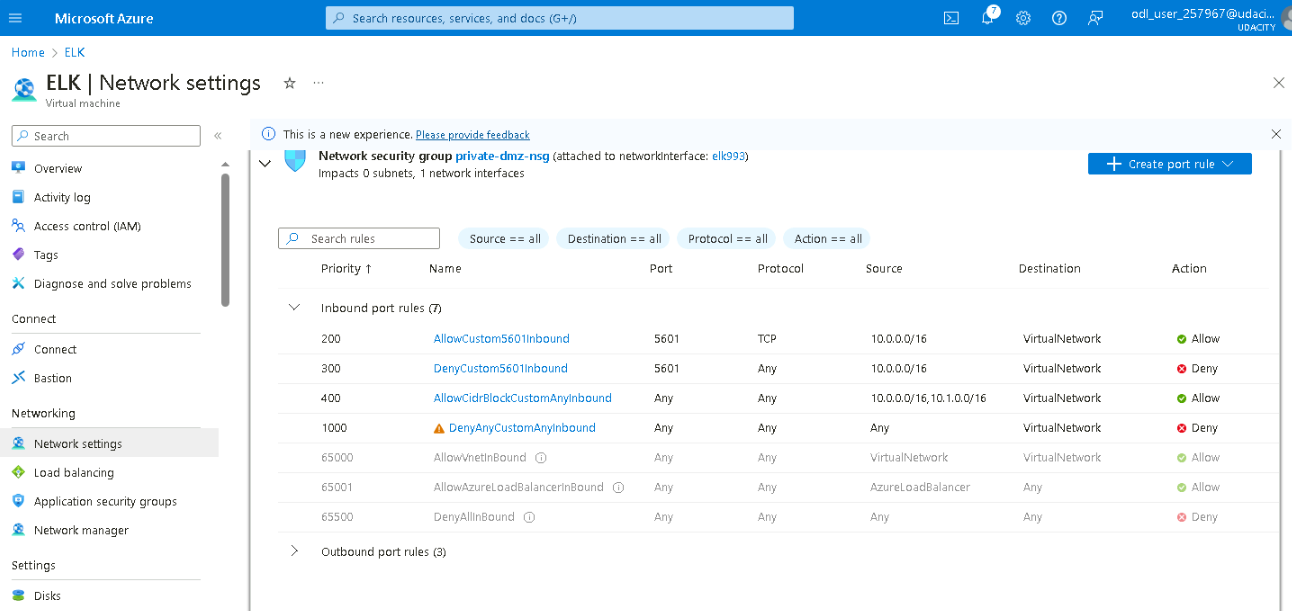 Microsoft Azure
Search resources, services, and docs (G+/)
7
odl_user_257967@udaci...
UDACITY
Home > ELK
ELK | Network settings
Virtual machine
Search
This is a new experience. Please provide feedback
Overview
Activity log
Access control (IAM)
Tags
Diagnose and solve problems
Connect
Connect
Bastion
Networking
Network settings
Load balancing
Application security groups
Network manager
Settings
Disks
Network security group private-dmz-nsg (attached to networkInterface: elk993)
Impacts 0 subnets, 1 network interfaces
Create port rule
Search rules Source == all Destination == all Protocol == all Action == all
Priority ↑ Name Port Protocol Source Destination Action
Inbound port rules (7)
200 AllowCustom5601Inbound 5601 TCP 10.0.0.0/16 VirtualNetwork Allow
300 DenyCustom5601Inbound 5601 Any 10.0.0.0/16 VirtualNetwork Deny
400 AllowCidrBlockCustomAnyInbound Any Any 10.0.0.0/16,10.1.0.0/16 VirtualNetwork Allow
1000 DenyAnyCustomAnyInbound Any Any Any VirtualNetwork Deny
65000 AllowVnetInBound Any Any VirtualNetwork VirtualNetwork Allow
65001 AllowAzureLoadBalancerInBound Any Any AzureLoadBalancer Any Allow
65500 DenyAllInBound Any Any Any Any Deny
Outbound port rules (3)